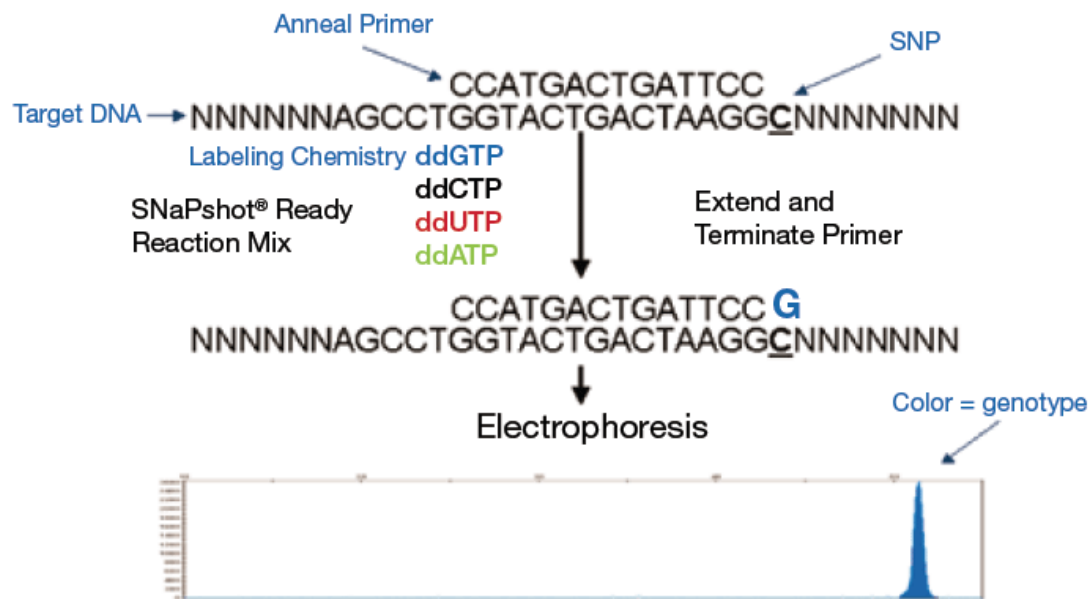 Anneal Primer
SNP
CCATGACTGATTCC
Target DNA
NNNNNNAGCCTGGTACTGACTAAGGCNNNNNNN
Labeling Chemistry ddGTP
ddCTP
ddUTP
ddATP
SNaPshot® Ready
Reaction Mix
Extend and
Terminate Primer
CCATGACTGATTCC G
NNNNNNAGCCTGGTACTGACTAAGGCNNNNNNN
Electrophoresis
Color = genotype